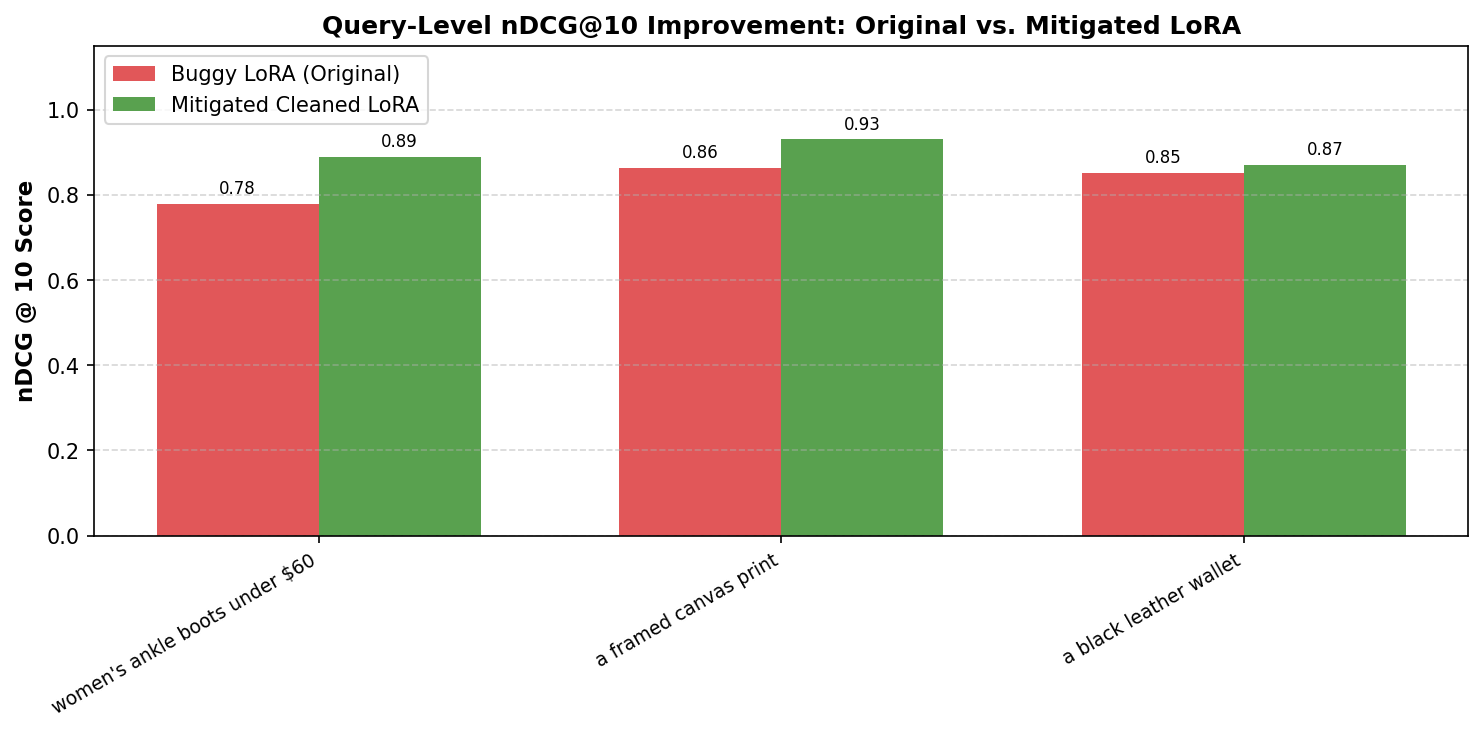 Query-Level nDCG@10 Improvement: Original vs. Mitigated LoRA
Buggy LoRA (Original)
Mitigated Cleaned LoRA
nDCG @ 10 Score
1.0
0.8
0.6
0.4
0.2
0.0
0.78
0.89
0.86
0.93
0.85
0.87
women's ankle boots under $60
a framed canvas print
a black leather wallet